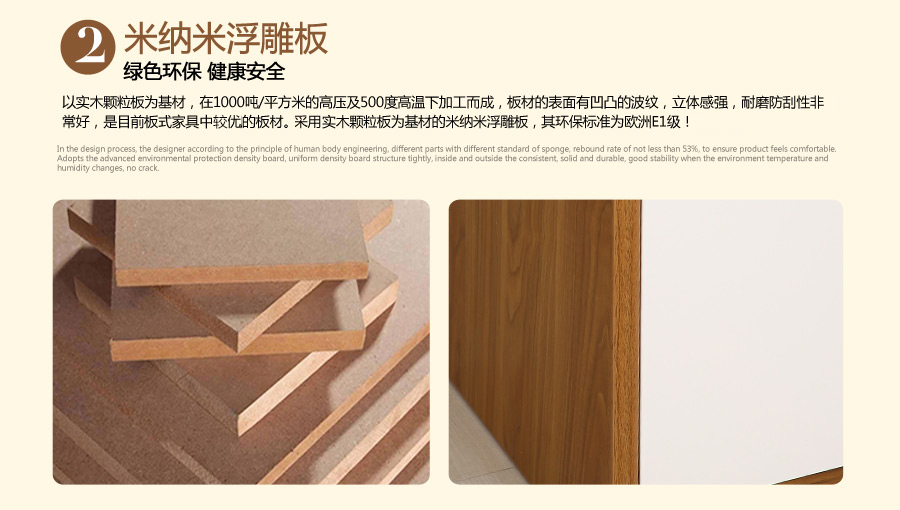 2 米纳米浮雕板
绿色环保 健康安全
以实木颗粒板为基材，在1000吨/平方米的高压及500度高温下加工而成，板材的表面有凹凸的波纹，立体感强，耐磨防刮性非
常好，是目前板式家具中较优的板材。采用实木颗粒板为基材的米纳米浮雕板，其环保标准为欧洲E1级！
In the design process, the designer according to the principle of human body engineering, different parts with different standard of sponge, rebound rate of not less than 53%, to ensure product feels comfortable.
Adopts the advanced environmental protection density board, uniform density board structure tightly, inside and outside the consistent, solid and durable, good stability when the environment temperature and
humidity changes, no crack.